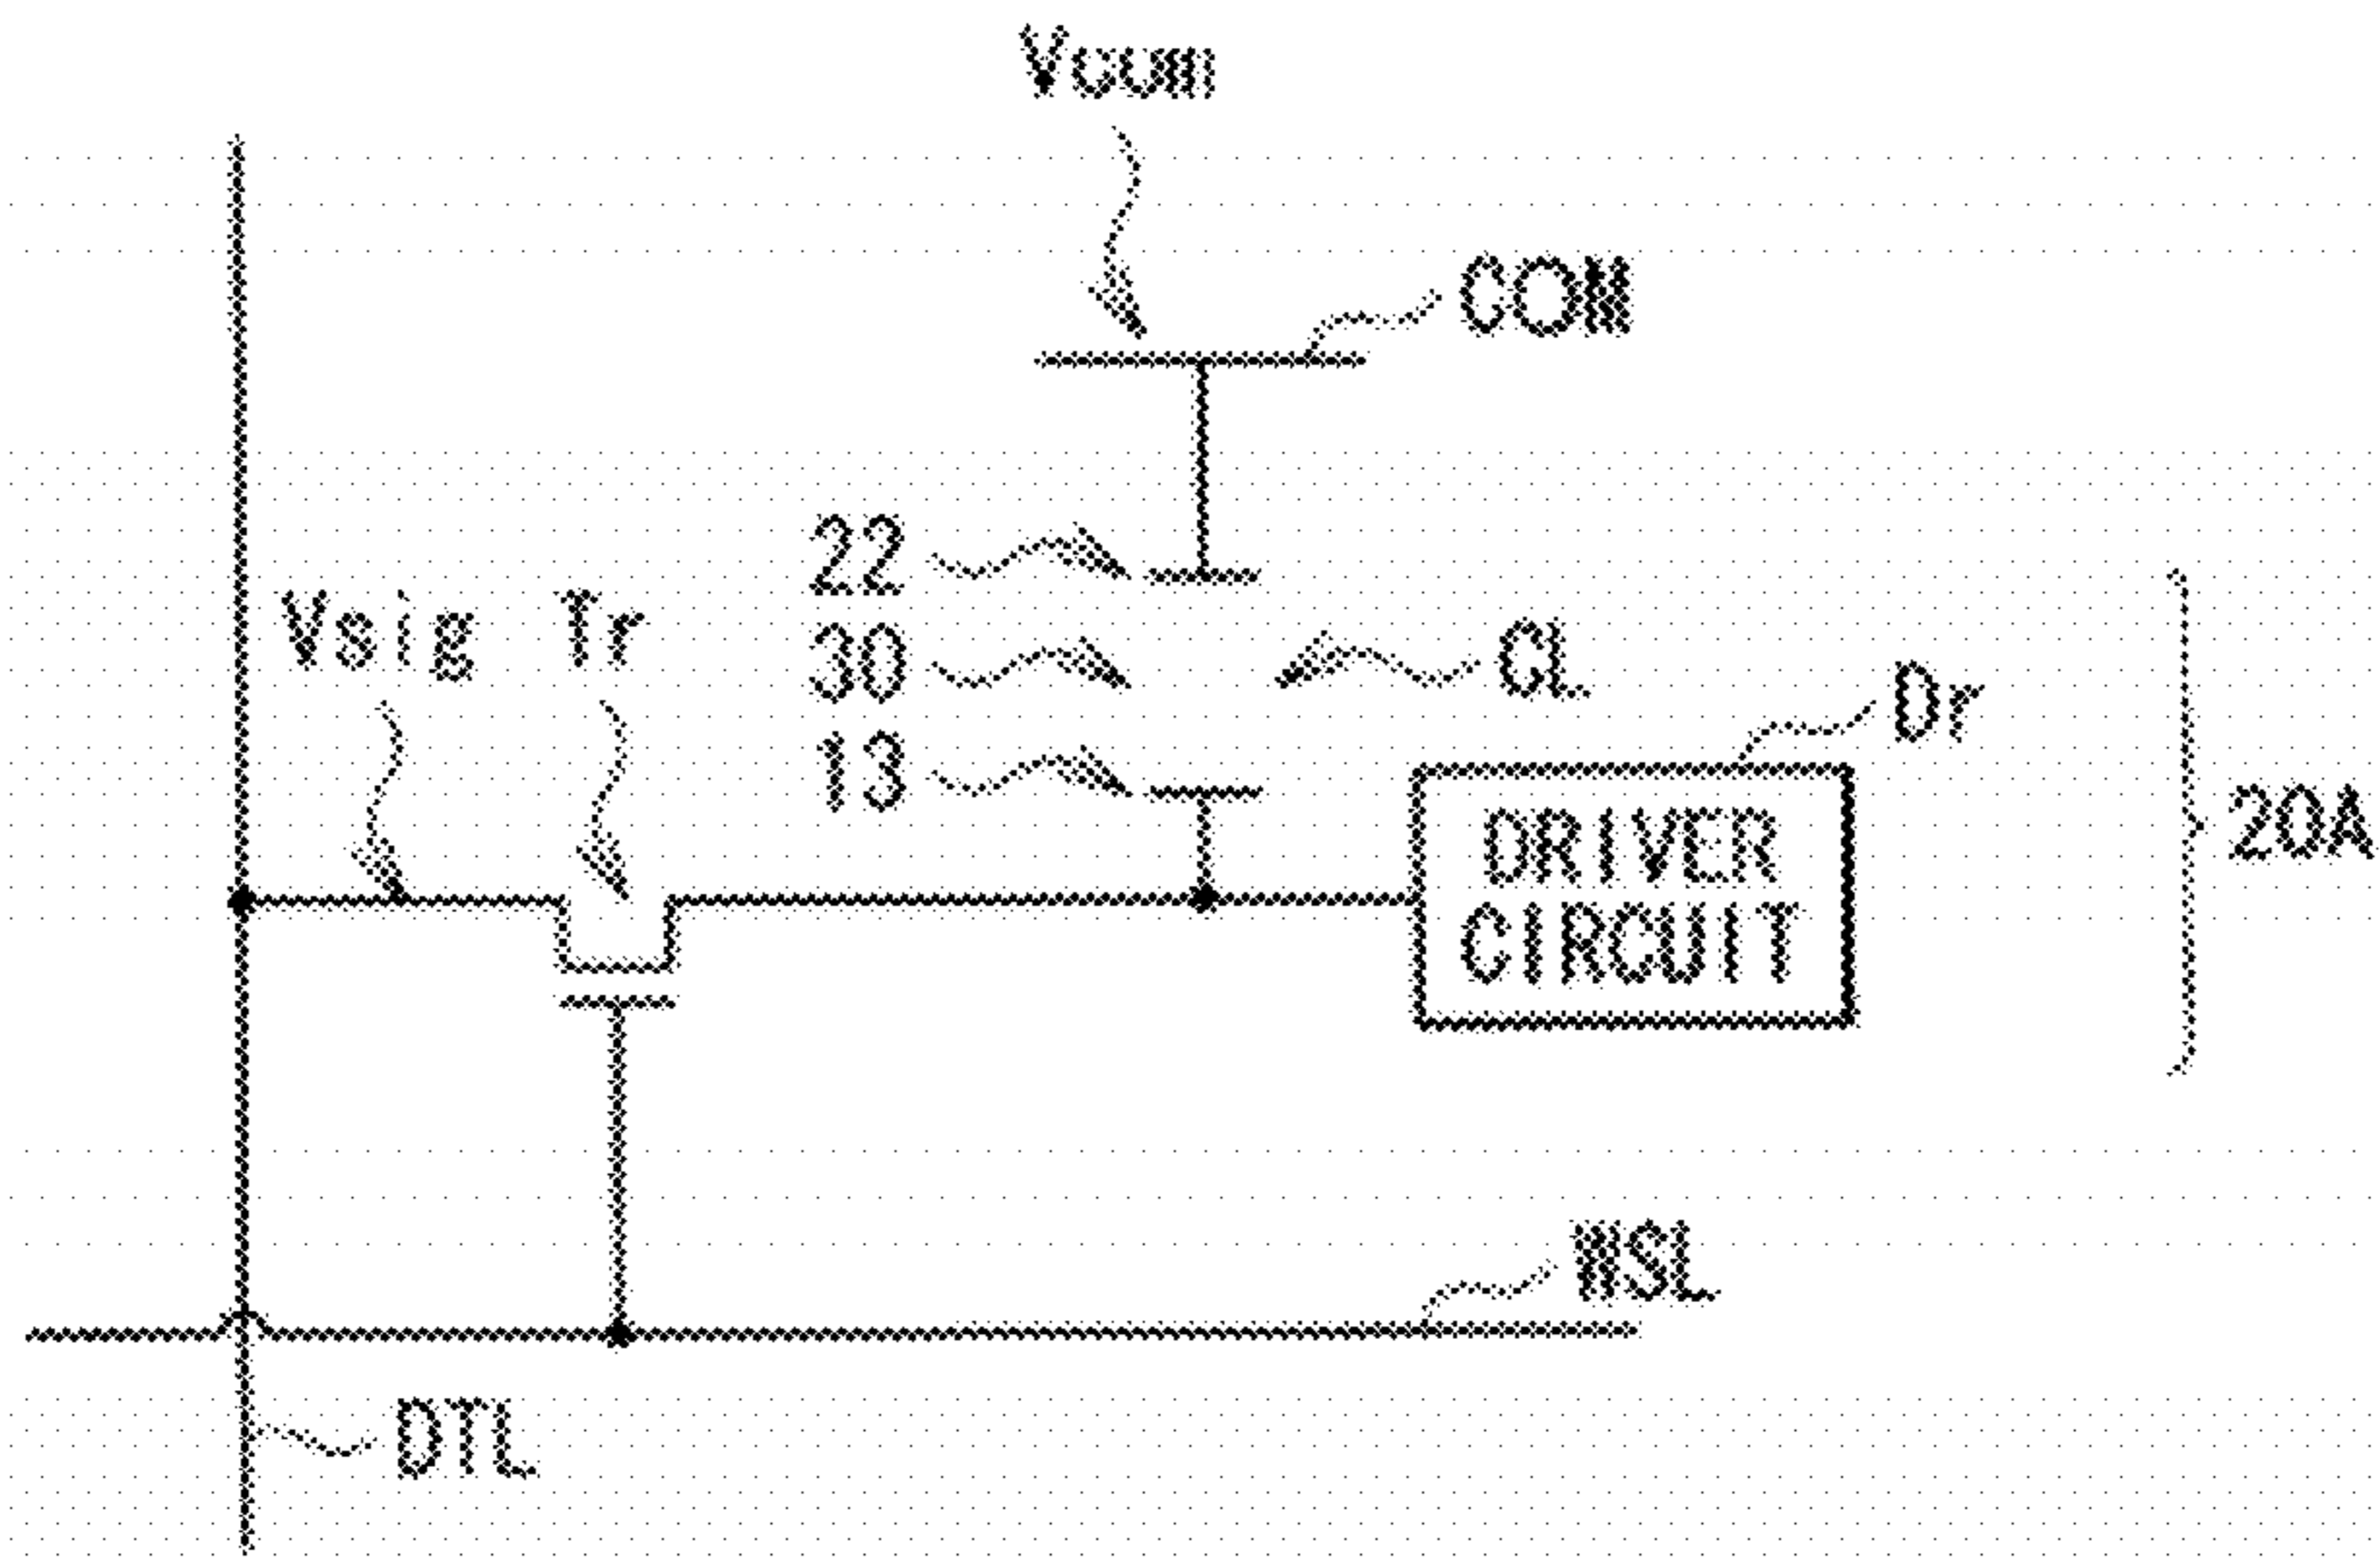 Vcom
COM
22
Vsig Tr
30
CL
Dr
13
DRIVER
CIRCUIT
20A
WSL
DTL